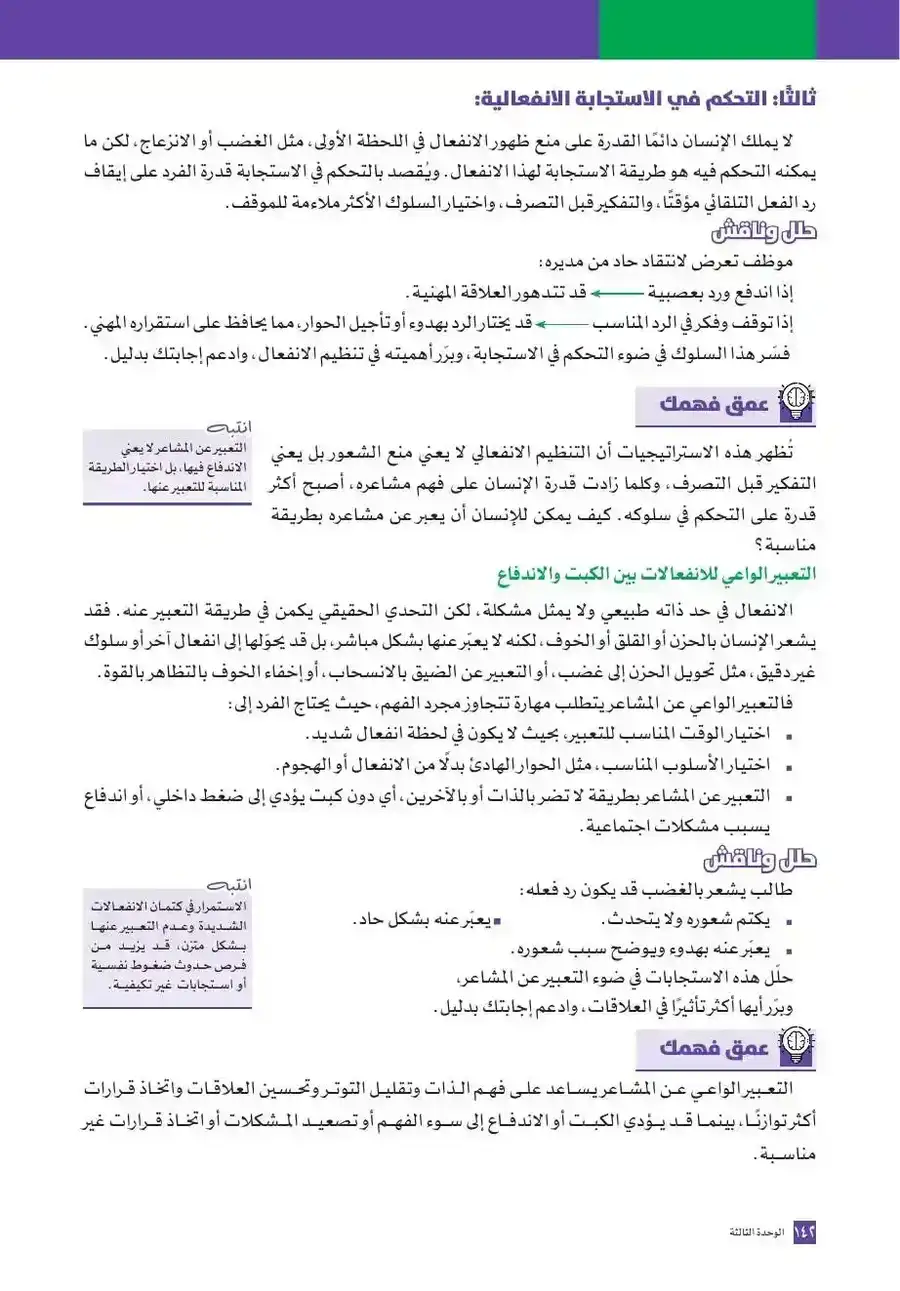 ثالثًا: التحكم في الاستجابة الانفعالية:
لا يملك الإنسان دائمًا القدرة على منع ظهور الانفعال في اللحظة الأولى، مثل الغضب أو الانزعاج، لكن ما
يمكنه التحكم فيه هو طريقة الاستجابة لهذا الانفعال. ويُقصد بالتحكم في الاستجابة قدرة الفرد على إيقاف
رد الفعل التلقائي مؤقتًا، والتفكير قبل التصرف، واختيار السلوك الأكثر ملاءمة للموقف.
حلل وناقش
موظف تعرض لانتقاد حاد من مديره:
إذا اندفع ورد بعصبية ← قد تتدهور العلاقة المهنية.
إذا توقف وفكر في الرد المناسب ← قد يختار الرد بهدوء أو تأجيل الحوار، مما يحافظ على استقراره المهني.
فسّر هذا السلوك في ضوء التحكم في الاستجابة، وبرّر أهميته في تنظيم الانفعال، وادعم إجابتك بدليل.
عمق فهمك
تُظهر هذه الاستراتيجيات أن التنظيم الانفعالي لا يعني منع الشعور بل يعني
التفكير قبل التصرف، وكلما زادت قدرة الإنسان على فهم مشاعره، أصبح أكثر
قدرة على التحكم في سلوكه. كيف يمكن للإنسان أن يعبر عن مشاعره بطريقة
مناسبة؟
انتبه
التعبير عن المشاعر لا يعني
الاندفاع فيها، بل اختيار الطريقة
المناسبة للتعبير عنها.
التعبير الواعي للانفعالات بين الكبت والاندفاع
الانفعال في حد ذاته طبيعي ولا يمثل مشكلة، لكن التحدي الحقيقي يكمن في طريقة التعبير عنه. فقد
يشعر الإنسان بالحزن أو القلق أو الخوف، لكنه لا يعبّر عنها بشكل مباشر، بل قد يحوّلها إلى انفعال آخر أو سلوك
غير دقيق، مثل تحويل الحزن إلى غضب، أو التعبير عن الضيق بالانسحاب، أو إخفاء الخوف بالتظاهر بالقوة.
فالتعبير الواعي عن المشاعر يتطلب مهارة تتجاوز مجرد الفهم، حيث يحتاج الفرد إلى:
▪ اختيار الوقت المناسب للتعبير، بحيث لا يكون في لحظة انفعال شديد.
▪ اختيار الأسلوب المناسب، مثل الحوار الهادئ بدلًا من الانفعال أو الهجوم.
▪ التعبير عن المشاعر بطريقة لا تضر بالذات أو بالآخرين، أي دون كبت يؤدي إلى ضغط داخلي، أو اندفاع
يسبب مشكلات اجتماعية.
حلل وناقش
طالب يشعر بالغضب قد يكون رد فعله:
▪ يكتم شعوره ولا يتحدث. ▪ يعبّر عنه بشكل حاد.
▪ يعبّر عنه بهدوء ويوضح سبب شعوره.
حلّل هذه الاستجابات في ضوء التعبير عن المشاعر،
وبرّر أيها أكثر تأثيرًا في العلاقات، وادعم إجابتك بدليل.
انتبه
الاستمرار في كتمان الانفعالات
الشديدة وعدم التعبير عنها
بشكل متزن، قد يزيد من
فرص حدوث ضغوط نفسية
أو استجابات غير تكيفية.
عمق فهمك
التعبير الواعي عن المشاعر يساعد على فهم الذات وتقليل التوتر وتحسين العلاقات واتخاذ قرارات
أكثر توازنًا، بينما قد يؤدي الكبت أو الاندفاع إلى سوء الفهم أو تصعيد المشكلات أو اتخاذ قرارات غير
مناسبة.
١٤٢ الوحدة الثالثة